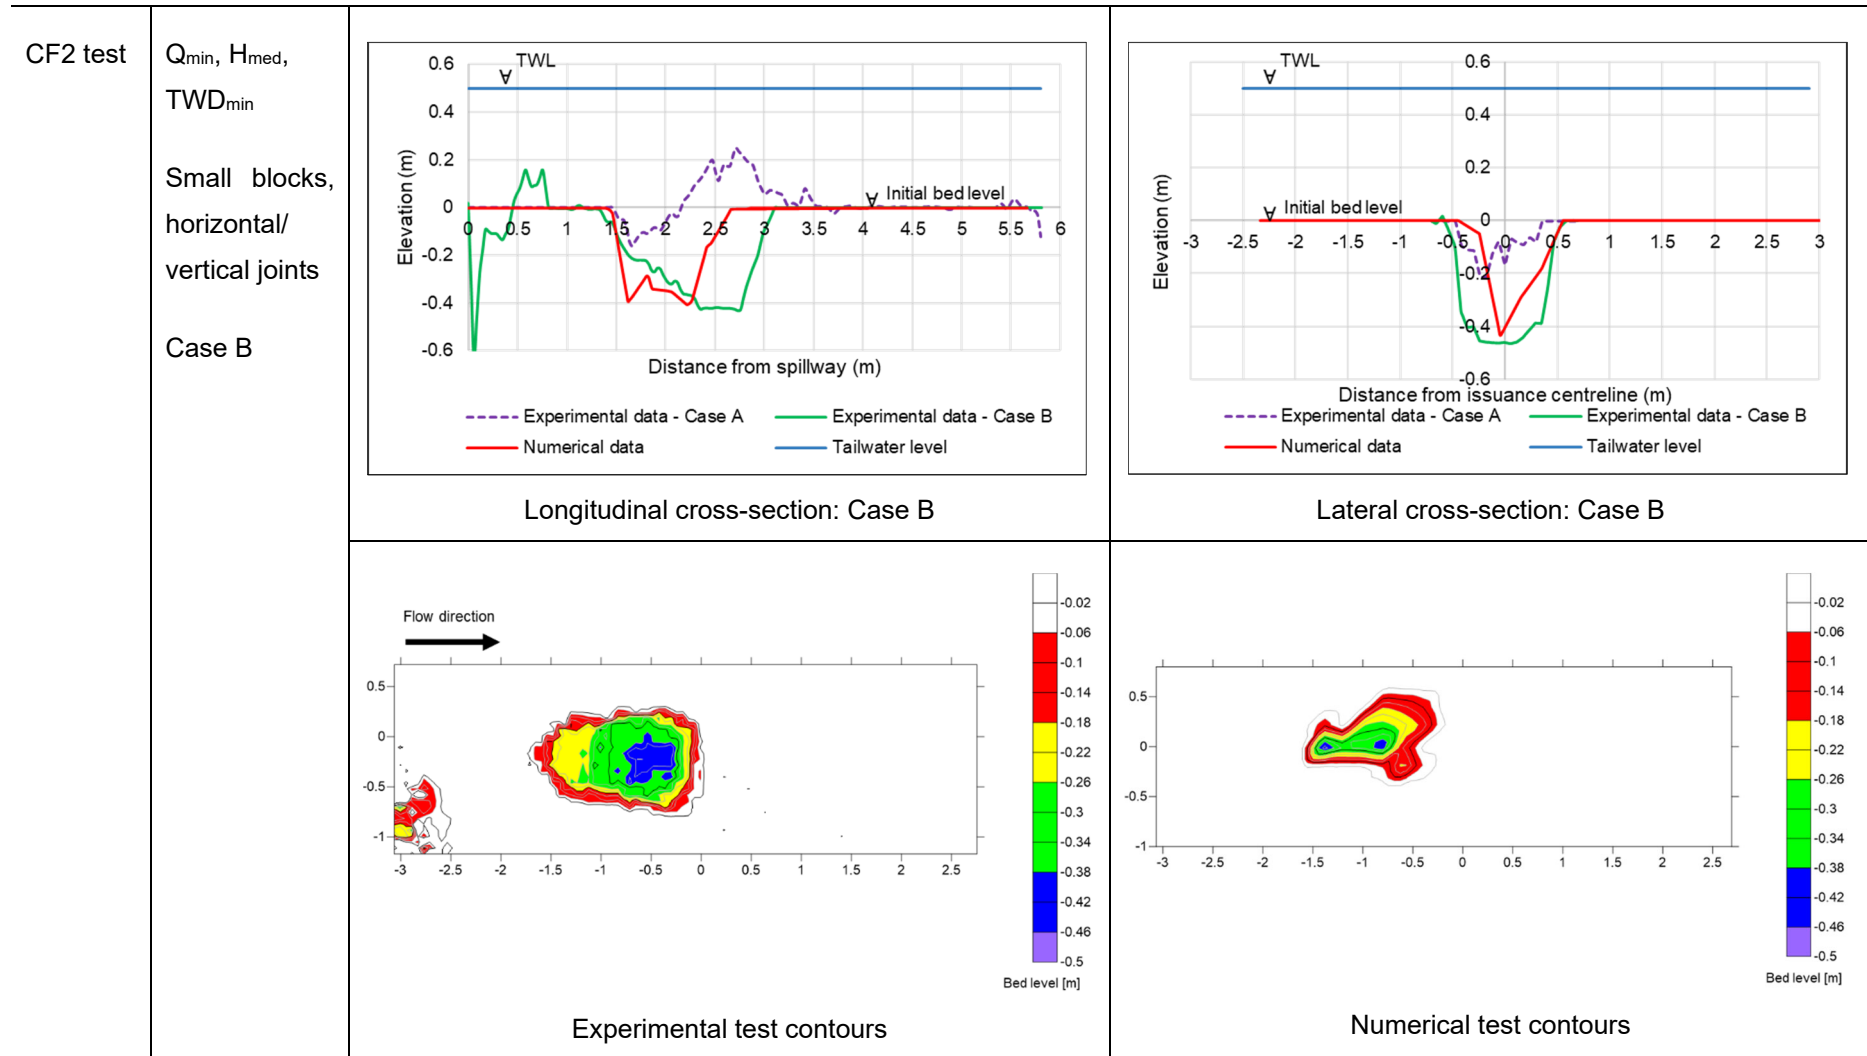 CF2 test
Qmin, Hmed,
TWDmin
Small blocks,
horizontal/
vertical joints
Case B
TWL
0.6
0.4
0.2
0
-0.2
-0.4
-0.6
Elevation (m)
Initial bed level
0 0.5 1 1.5 2 2.5 3 3.5 4 4.5 5 5.5 6
Distance from spillway (m)
Experimental data - Case A
Experimental data - Case B
Numerical data
Tailwater level
Longitudinal cross-section: Case B
TWL
0.6
0.4
0.2
0
-0.2
-0.4
-0.6
Elevation (m)
Initial bed level
-3 -2.5 -2 -1.5 -1 -0.5 0.0 0.5 1 1.5 2 2.5 3
Distance from issuance centreline (m)
Experimental data - Case A
Experimental data - Case B
Numerical data
Tailwater level
Lateral cross-section: Case B
Flow direction
0.5
0
-0.5
-1
-3 -2.5 -2 -1.5 -1 -0.5 0 0.5 1 1.5 2 2.5
-0.02
-0.06
-0.1
-0.14
-0.18
-0.22
-0.26
-0.3
-0.34
-0.38
-0.42
-0.46
-0.5
Bed level [m]
Experimental test contours
0.5
0
-0.5
-1
-3 -2.5 -2 -1.5 -1 -0.5 0 0.5 1 1.5 2 2.5
-0.02
-0.06
-0.1
-0.14
-0.18
-0.22
-0.26
-0.3
-0.34
-0.38
-0.42
-0.46
-0.5
Bed level [m]
Numerical test contours